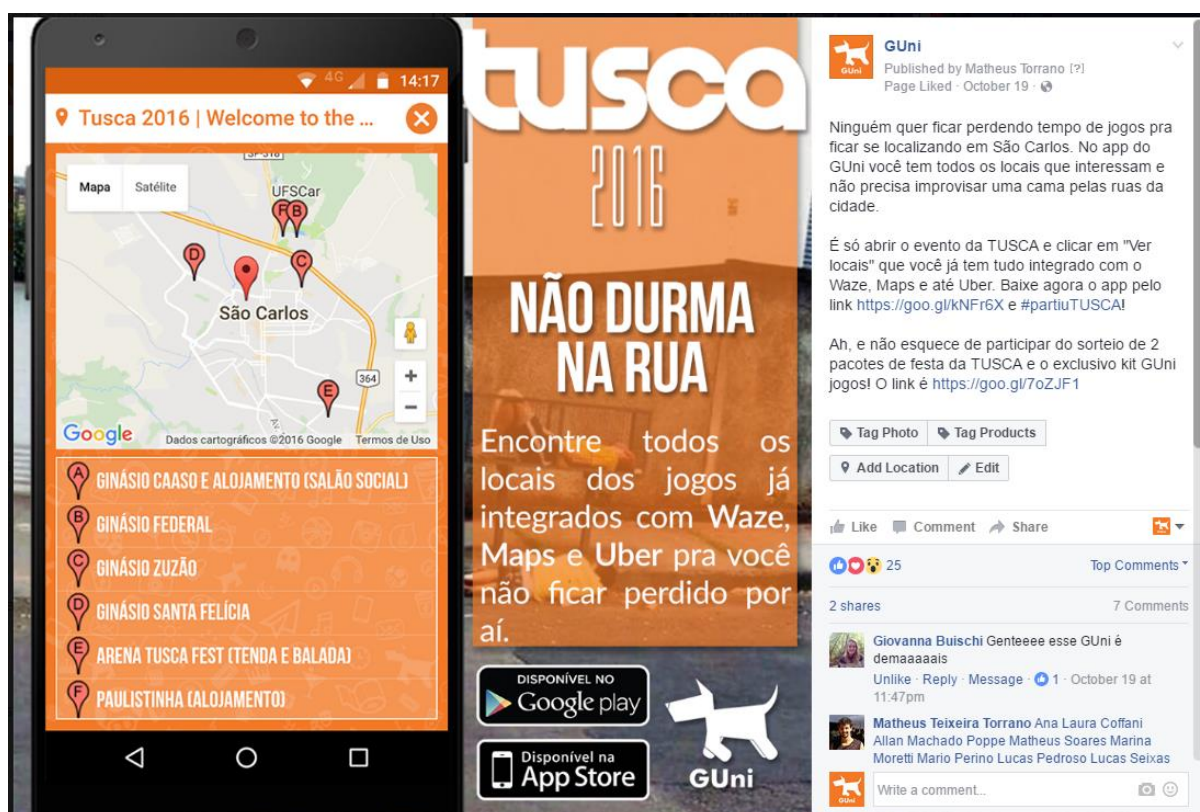 4G 14:17
Tusca 2016 | Welcome to the ...
Mapa
Satélite
SP-318
UFSCar
F
B
D
C
São Carlos
364
E
+
−
Google
Dados cartográficos ©2016 Google
Termos de Uso
A GINÁSIO CAASO E ALOJAMENTO (SALÃO SOCIAL)
B GINÁSIO FEDERAL
C GINÁSIO ZUZÃO
D GINÁSIO SANTA FELÍCIA
E ARENA TUSCA FEST (TENDA E BALADA)
F PAULISTINHA (ALOJAMENTO)
tusca
2016
NÃO DURMA
NA RUA
Encontre todos os
locais dos jogos já
integrados com Waze,
Maps e Uber pra você
não ficar perdido por
aí.
DISPONÍVEL NO
Google play
Disponível na
App Store
GUni
GUni
GUni
Published by Matheus Torrano [?]
Page Liked · October 19 ·
Ninguém quer ficar perdendo tempo de jogos pra
ficar se localizando em São Carlos. No app do
GUni você tem todos os locais que interessam e
não precisa improvisar uma cama pelas ruas da
cidade.
É só abrir o evento da TUSCA e clicar em "Ver
locais" que você já tem tudo integrado com o
Waze, Maps e até Uber. Baixe agora o app pelo
link https://goo.gl/kNFr6X e #partiuTUSCA!
Ah, e não esquece de participar do sorteio de 2
pacotes de festa da TUSCA e o exclusivo kit GUni
jogos! O link é https://goo.gl/7oZJF1
Tag Photo
Tag Products
Add Location
Edit
Like Comment Share
25
Top Comments
2 shares
7 Comments
Giovanna Buischi Genteeee esse GUni é
demaaaaais
Unlike · Reply · Message · 1 · October 19 at
11:47pm
Matheus Teixeira Torrano Ana Laura Coffani
Allan Machado Poppe Matheus Soares Marina
Moretti Mario Perino Lucas Pedroso Lucas Seixas
GUni
Write a comment...